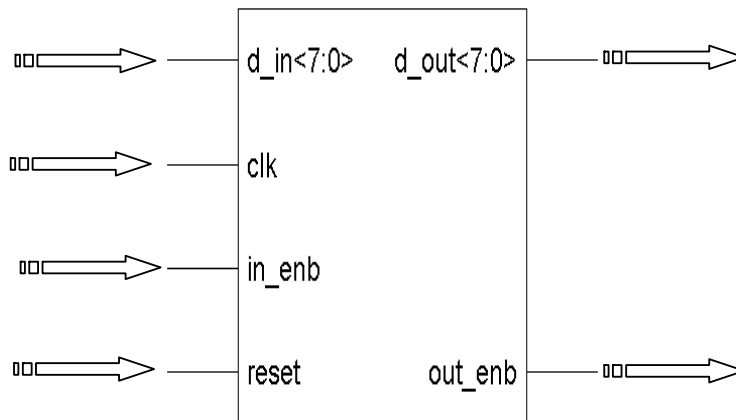 d_in<7:0> d_out<7:0>
clk
in_enb
reset out_enb